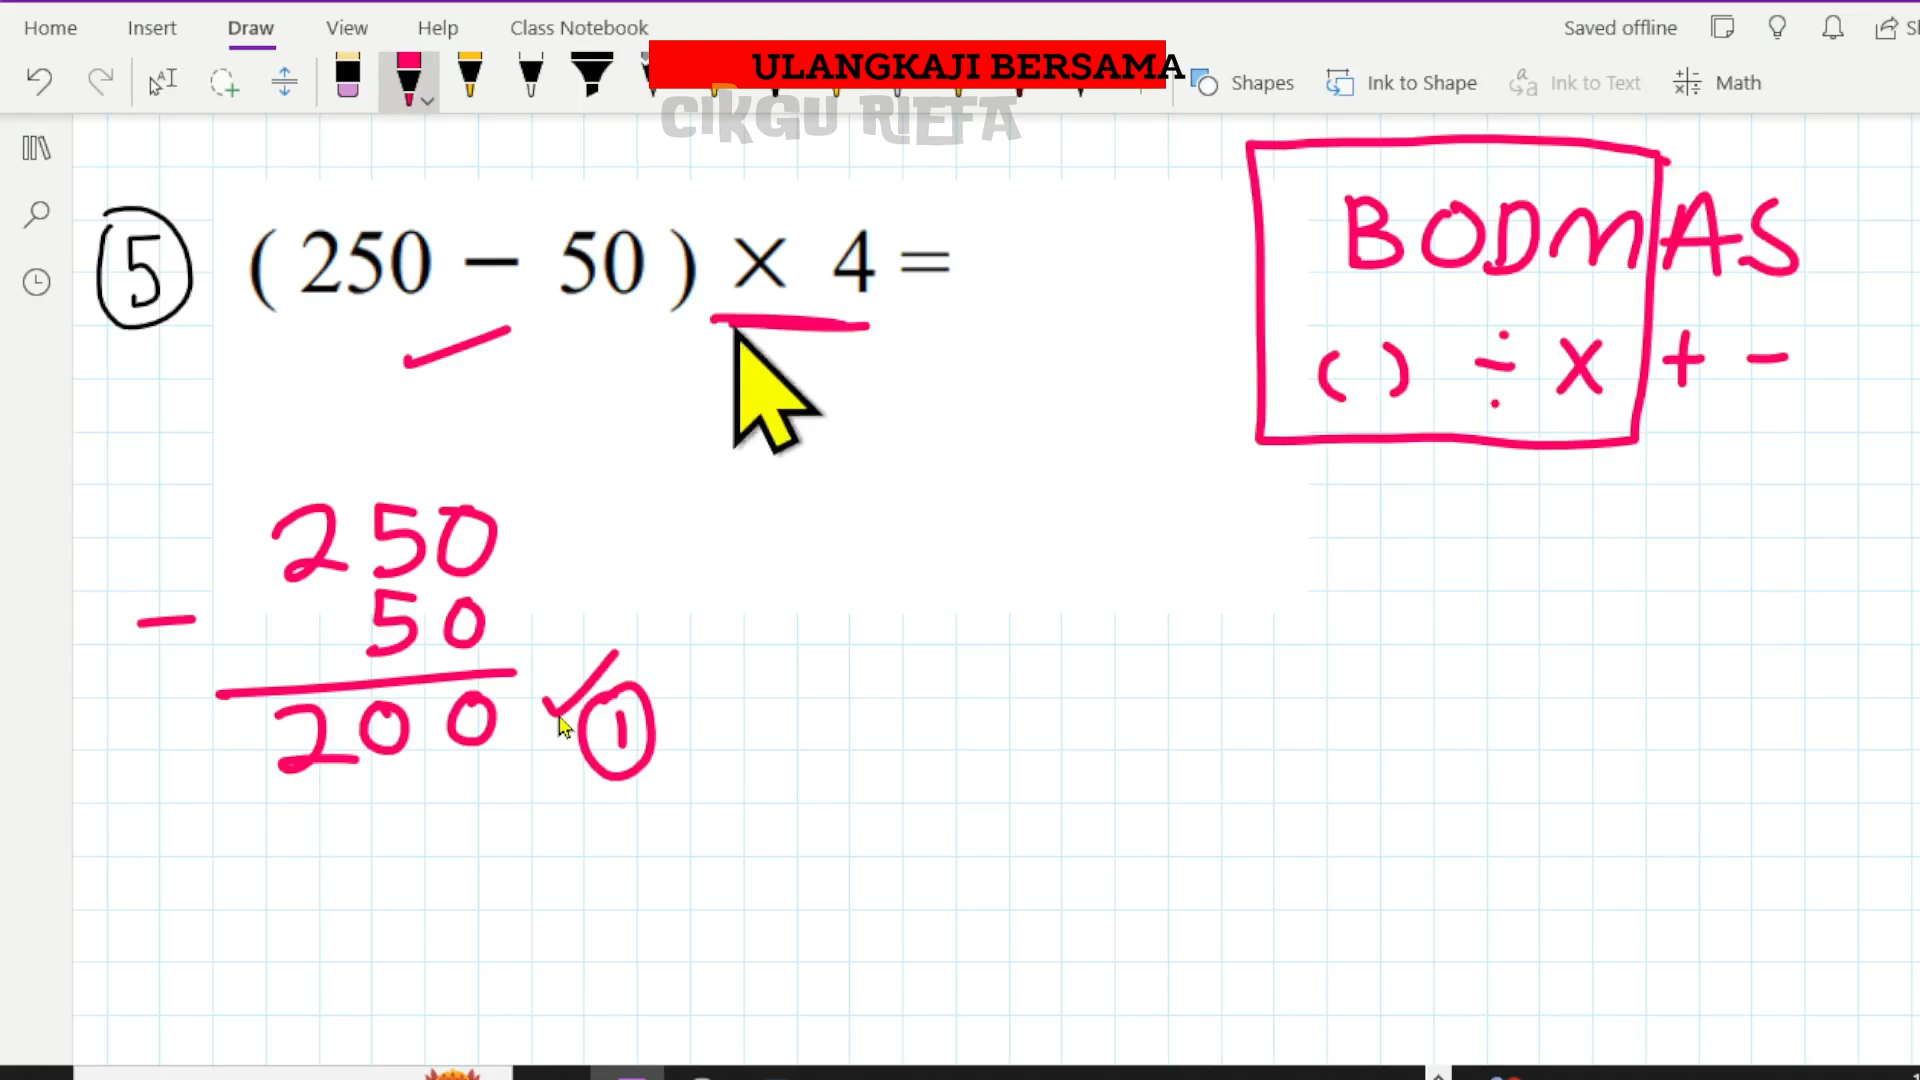 Home Insert Draw View Help Class Notebook Saved offline
ULANGKAJI BERSAMA
Shapes Ink to Shape Ink to Text Math
CIKGU RIEFA
BODMAS
( ) ÷ × + −
5 ( 250 − 50 ) × 4 =
250
− 50
200 ✓ 1